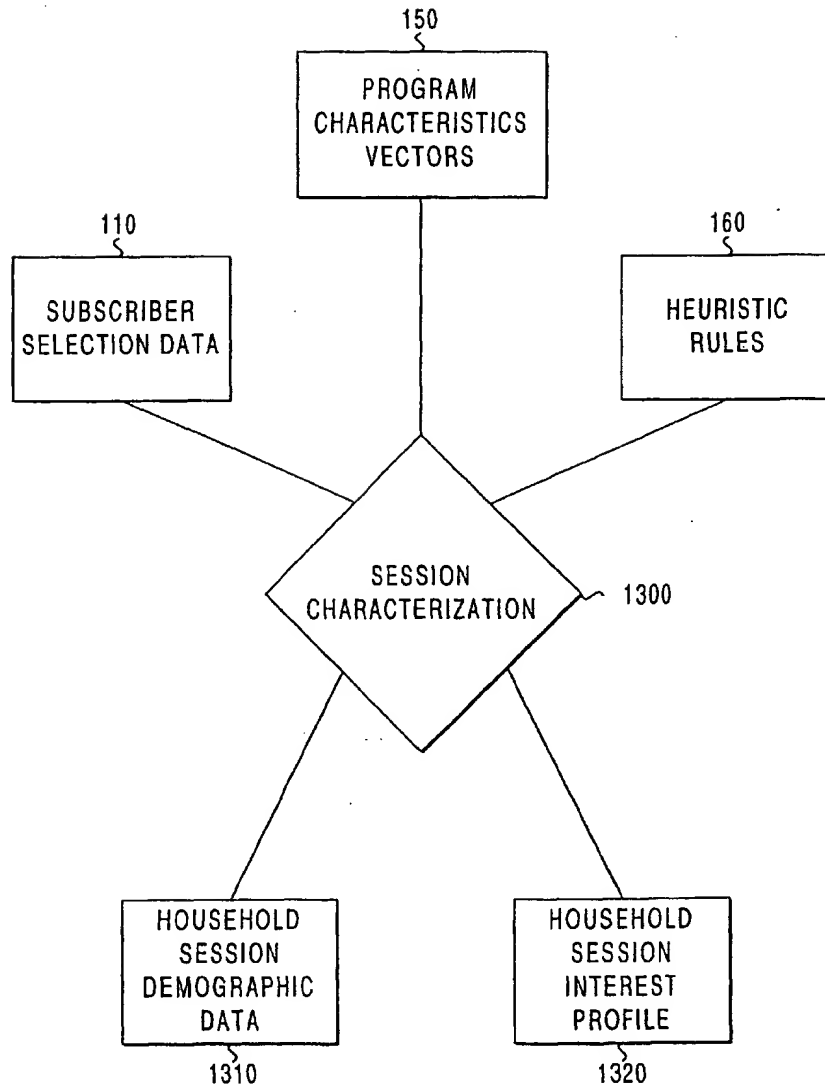 150
PROGRAM
CHARACTERISTICS
VECTORS
110
SUBSCRIBER
SELECTION DATA
160
HEURISTIC
RULES
SESSION
CHARACTERIZATION
1300
HOUSEHOLD
SESSION
DEMOGRAPHIC
DATA
1310
HOUSEHOLD
SESSION
INTEREST
PROFILE
1320